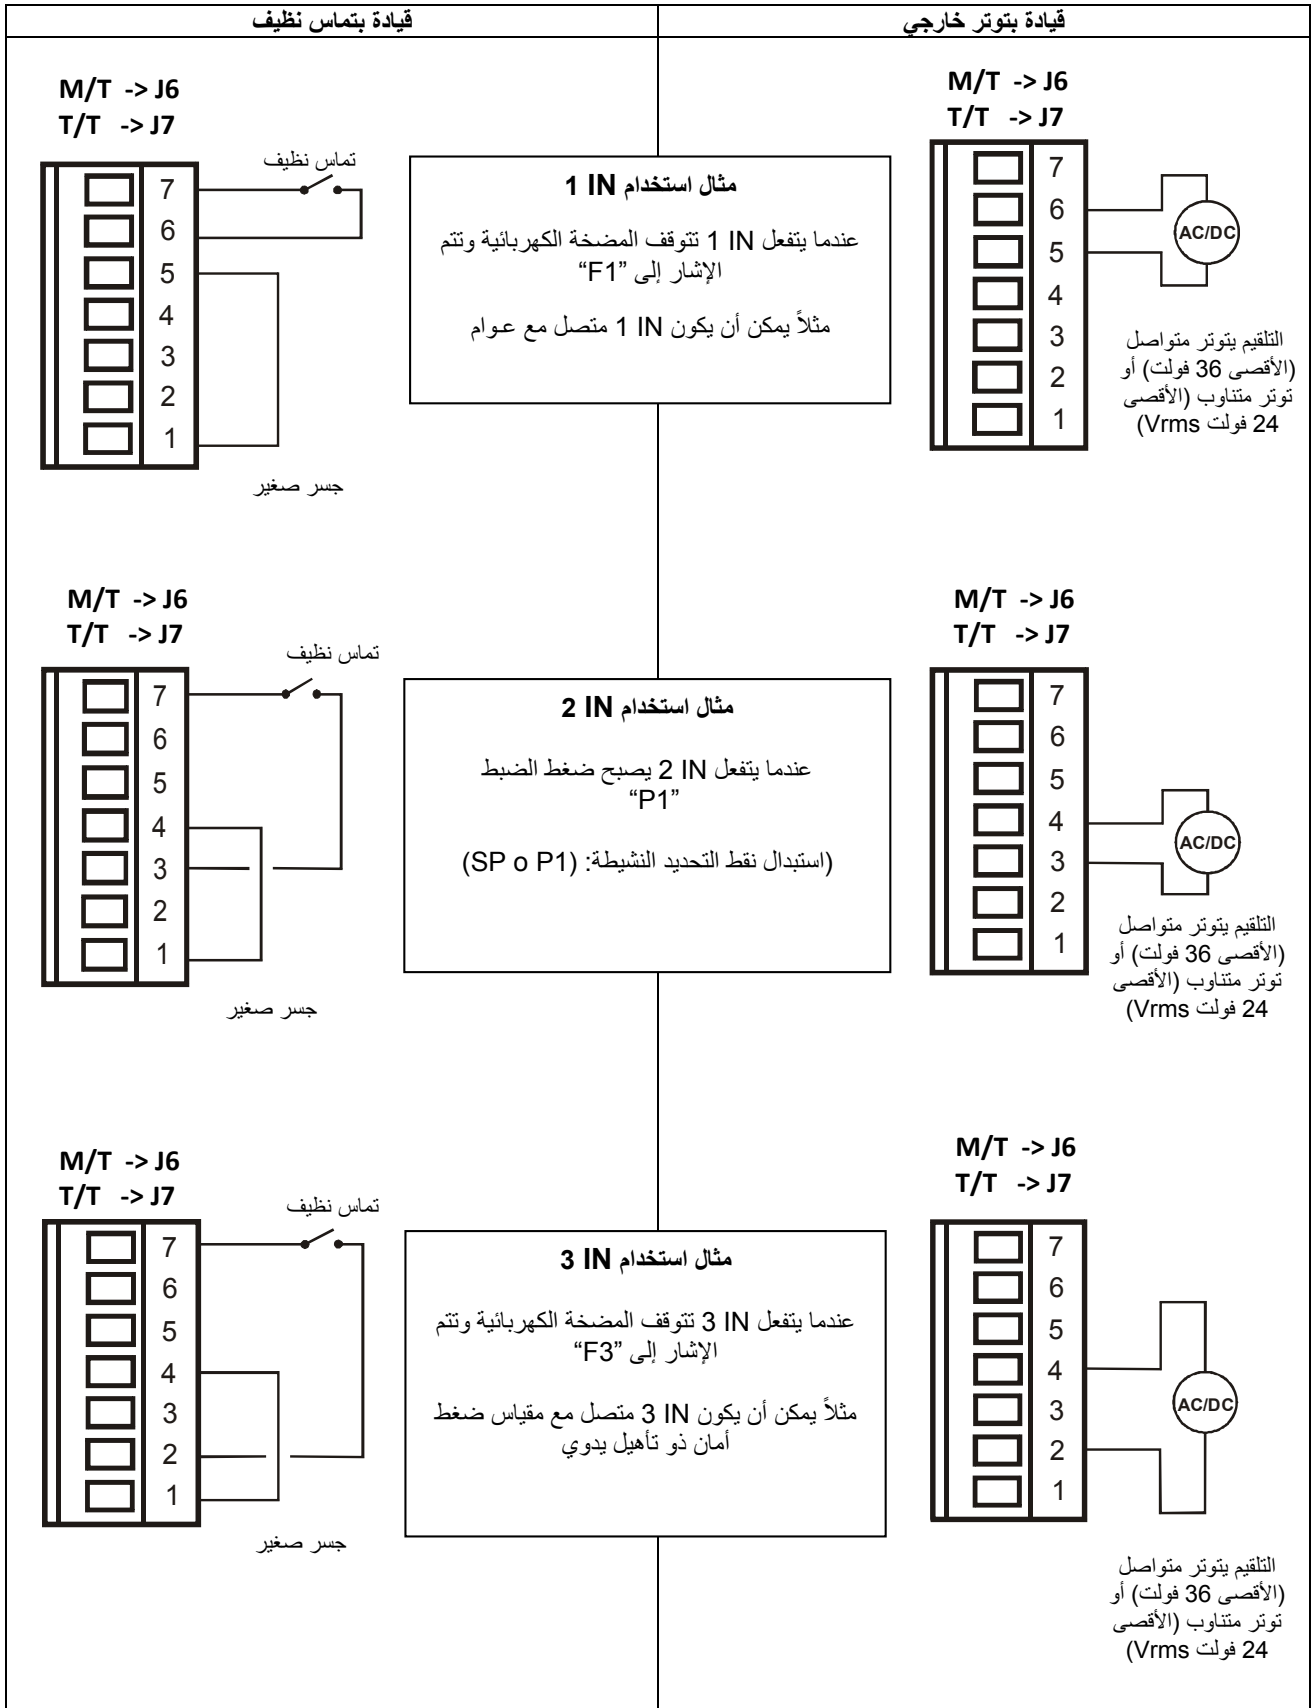 قيادة بتوتر خارجي
قيادة بتماس نظيف
M/T -> J6
T/T -> J7
7
6
5
4
3
2
1
AC/DC
التلقيم يتوتر متواصل
(الأقصى 36 فولت) أو
توتر متناوب (الأقصى
24 فولت Vrms)
مثال استخدام IN 1
عندما يتفعل IN 1 تتوقف المضخة الكهربائية وتتم
الإشار إلى "F1"
مثلاً يمكن أن يكون IN 1 متصل مع عـوام
M/T -> J6
T/T -> J7
تماس نظيف
7
6
5
4
3
2
1
جسر صغير
M/T -> J6
T/T -> J7
7
6
5
4
3
2
1
AC/DC
التلقيم يتوتر متواصل
(الأقصى 36 فولت) أو
توتر متناوب (الأقصى
24 فولت Vrms)
مثال استخدام IN 2
عندما يتفعل IN 2 يصبح ضغط الضبط
"P1"
(استبدال نقط التحديد النشيطة: (SP o P1)
M/T -> J6
T/T -> J7
تماس نظيف
7
6
5
4
3
2
1
جسر صغير
M/T -> J6
T/T -> J7
7
6
5
4
3
2
1
AC/DC
التلقيم يتوتر متواصل
(الأقصى 36 فولت) أو
توتر متناوب (الأقصى
24 فولت Vrms)
مثال استخدام IN 3
عندما يتفعل IN 3 تتوقف المضخة الكهربائية وتتم
الإشار إلى "F3"
مثلاً يمكن أن يكون IN 3 متصل مع مقياس ضغط
أمان ذو تأهيل يدوي
M/T -> J6
T/T -> J7
تماس نظيف
7
6
5
4
3
2
1
جسر صغير